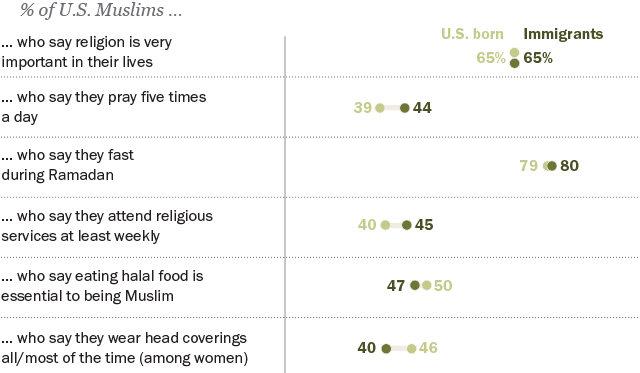 % of U.S. Muslims ...
U.S. born Immigrants
... who say religion is very
important in their lives
65% 65%
... who say they pray five times
a day
39 44
... who say they fast
during Ramadan
79 80
... who say they attend religious
services at least weekly
40 45
... who say eating halal food is
essential to being Muslim
47 50
... who say they wear head coverings
all/most of the time (among women)
40 46